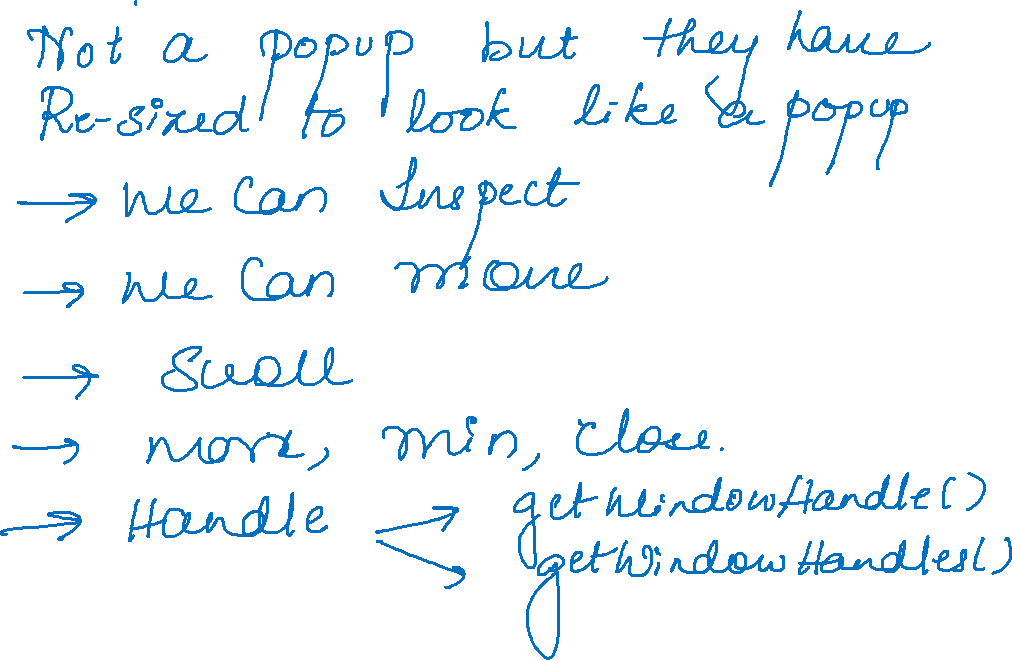 Not a popup but they have
Re-sized to look like a popup
→ We Can Inspect
→ We Can move
→ Scroll
→ max, min, close.
→ Handle → getWindowHandle()
→ getWindowHandles()